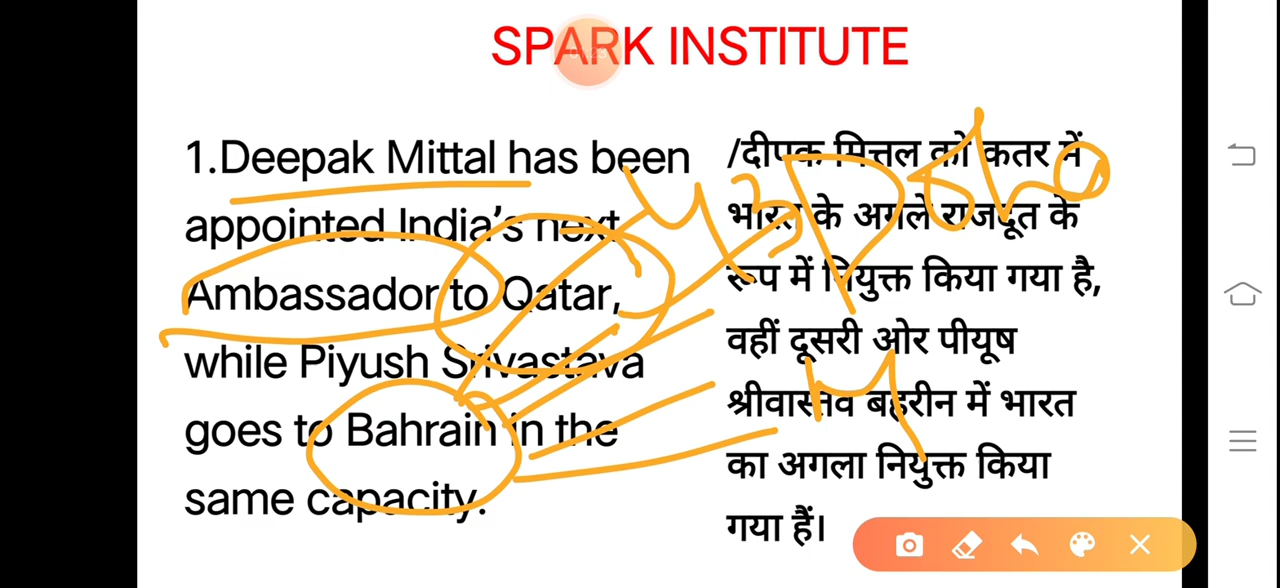 SPARK INSTITUTE
1.Deepak Mittal has been
appointed India's next
Ambassador to Qatar,
while Piyush Srivastava
goes to Bahrain in the
same capacity.
/दीपक मित्तल को कतर में
भारत के अगले राजदूत के
रूप में नियुक्त किया गया है,
वहीं दूसरी ओर पीयूष
श्रीवास्तव बहरीन में भारत
का अगला नियुक्त किया
गया हैं।
Doha